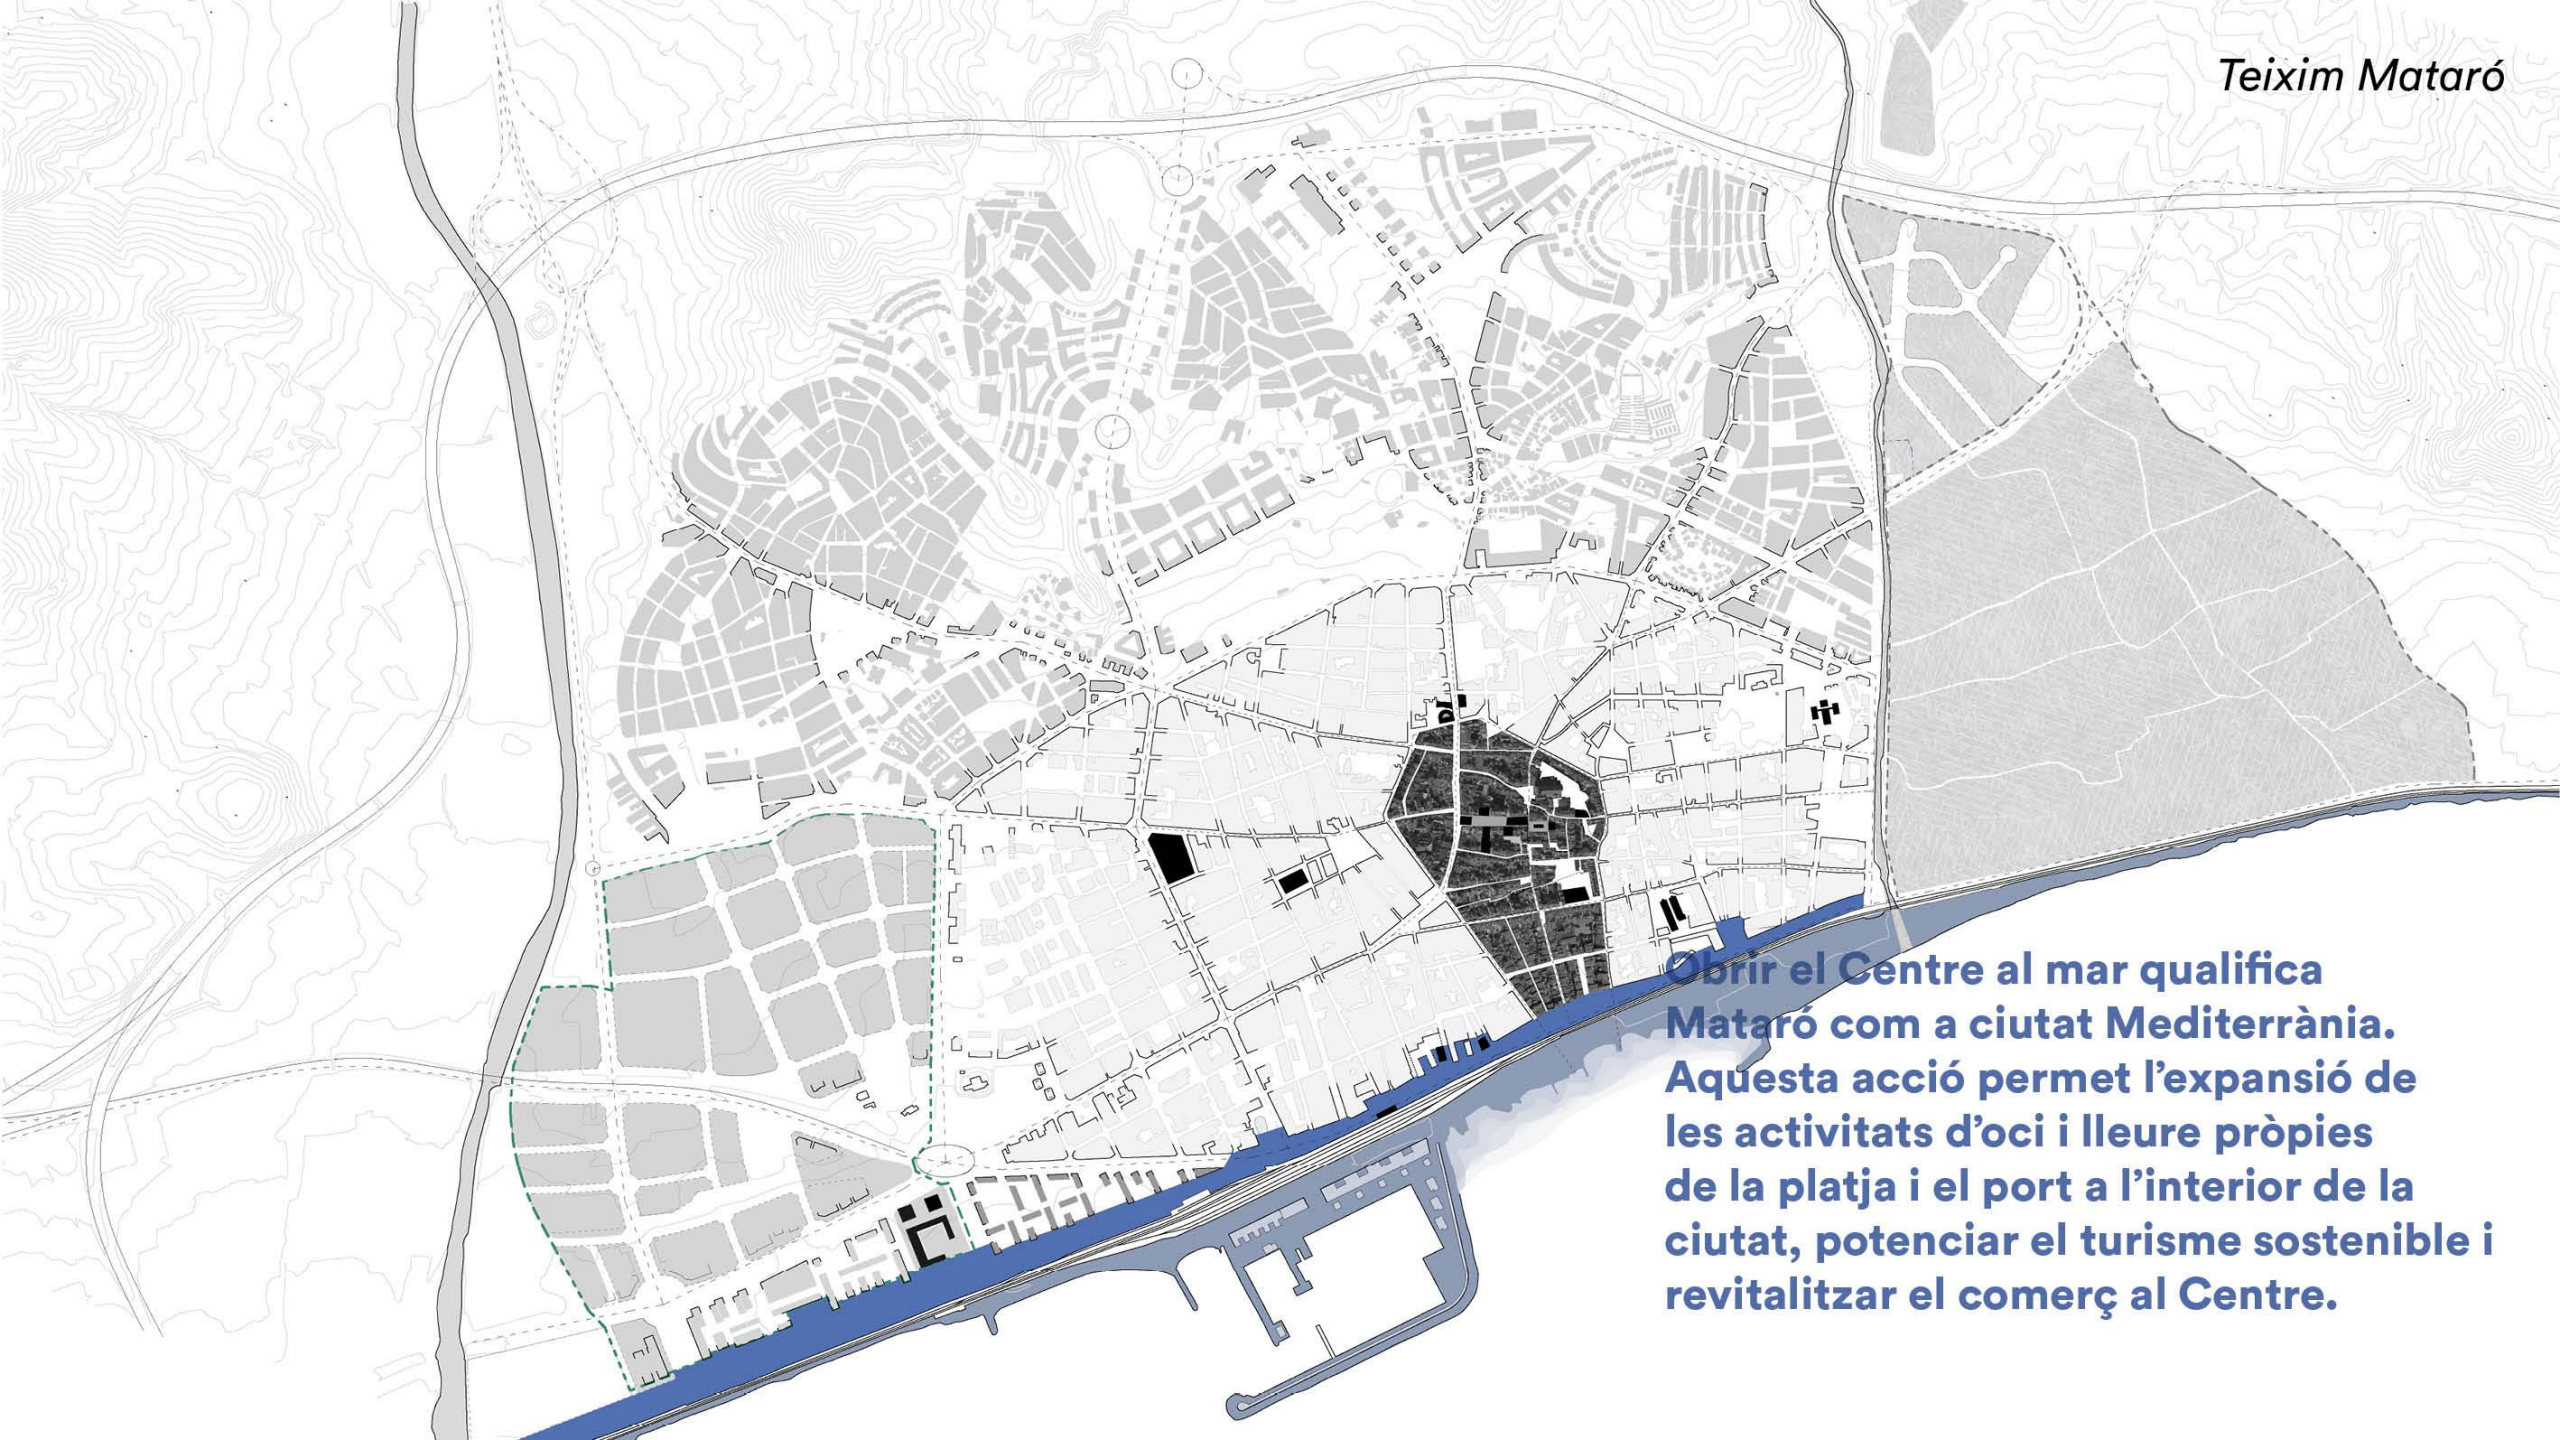 Teixim Mataró
Obrir el Centre al mar qualifica
Mataró com a ciutat Mediterrània.
Aquesta acció permet l’expansió de
les activitats d’oci i lleure pròpies
de la platja i el port a l’interior de la
ciutat, potenciar el turisme sostenible i
revitalitzar el comerç al Centre.